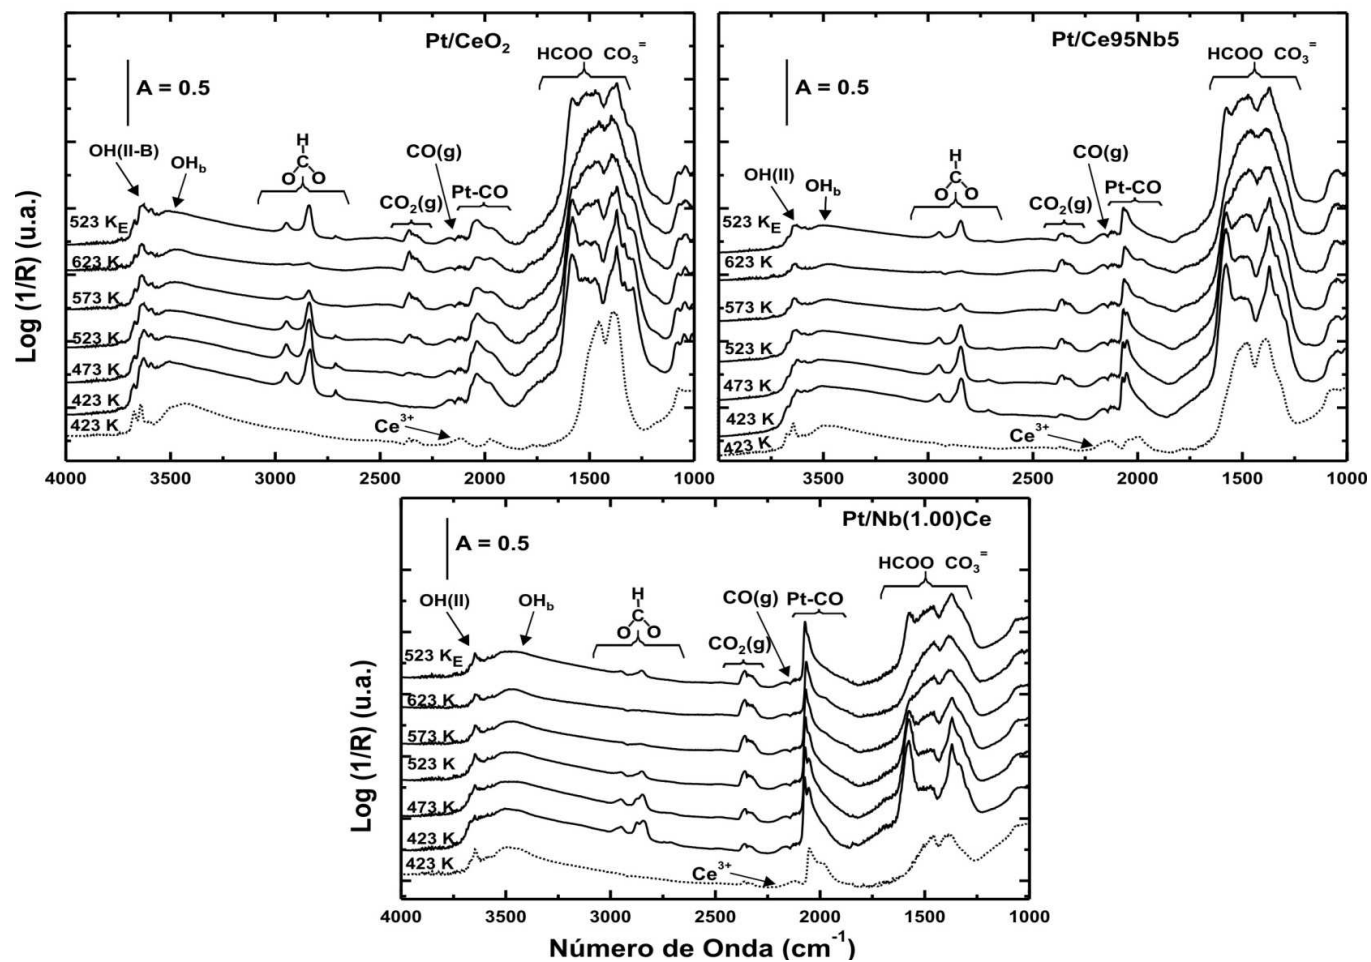 Pt/CeO₂
HCOO CO₃⁼
A = 0.5
OH(II-B)
OHb
H
C
O O
CO(g)
CO₂(g)
Pt-CO
523 KE
623 K
573 K
523 K
473 K
423 K
423 K
Ce³⁺
4000 3500 3000 2500 2000 1500 1000
Pt/Ce95Nb5
HCOO CO₃⁼
A = 0.5
OH(II)
OHb
H
C
O O
CO(g)
CO₂(g)
Pt-CO
523 KE
623 K
573 K
523 K
473 K
423 K
423 K
Ce³⁺
3500 3000 2500 2000 1500 1000
Log (1/R) (u.a.)
Pt/Nb(1.00)Ce
HCOO CO₃⁼
A = 0.5
OH(II)
OHb
H
C
O O
CO(g)
CO₂(g)
Pt-CO
523 KE
623 K
573 K
523 K
473 K
423 K
423 K
Ce³⁺
4000 3500 3000 2500 2000 1500 1000
Log (1/R) (u.a.)
Número de Onda (cm⁻¹)